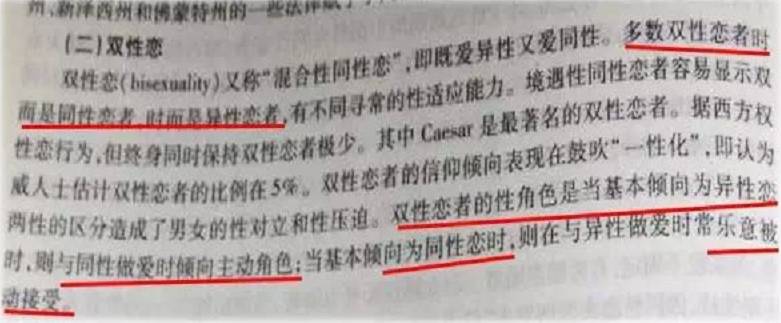 州、新泽西州和佛蒙特州的一些法律赋予
(二)双性恋
双性恋(bisexuality)又称“混合性同性恋”,即既爱异性又爱同性。多数双性恋者时
而是同性恋者,时而是异性恋者,有不同寻常的性适应能力。境遇性同性恋者容易显示双
性恋行为,但终身同时保持双性恋者极少。其中 Caesar 是最著名的双性恋者。据西方权
威人士估计双性恋者的比例在5%。双性恋者的信仰倾向表现在鼓吹“一性化”,即认为
两性的区分造成了男女的性对立和性压迫。双性恋者的性角色是当基本倾向为异性恋
时,则与同性做爱时倾向主动角色;当基本倾向为同性恋时,则在与异性做爱时常乐意被
动接受。